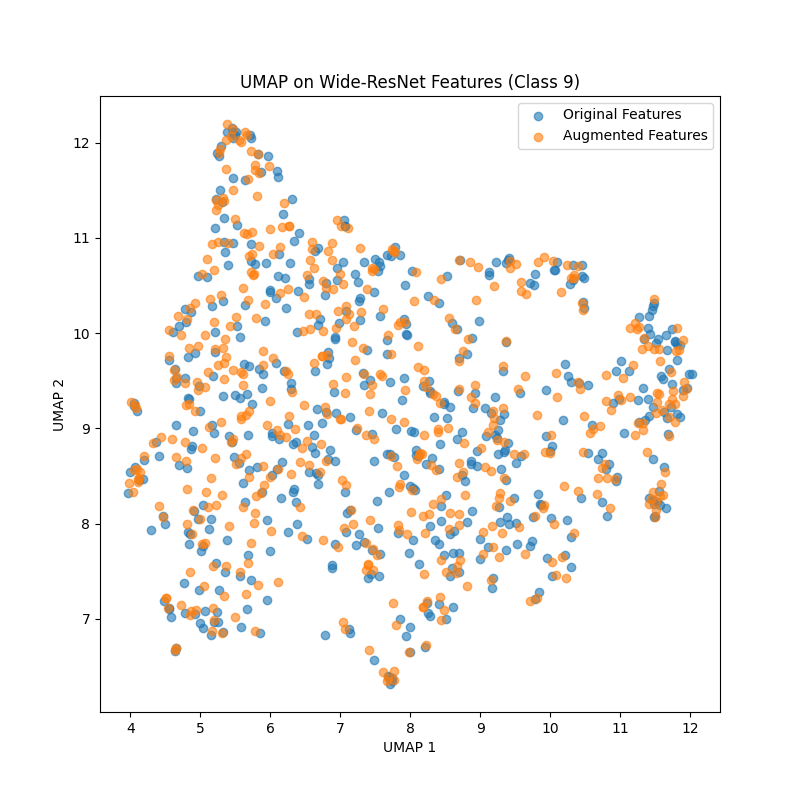 UMAP on Wide-ResNet Features (Class 9)
Original Features
Augmented Features
12
11
10
9
8
7
UMAP 2
4 5 6 7 8 9 10 11 12
UMAP 1